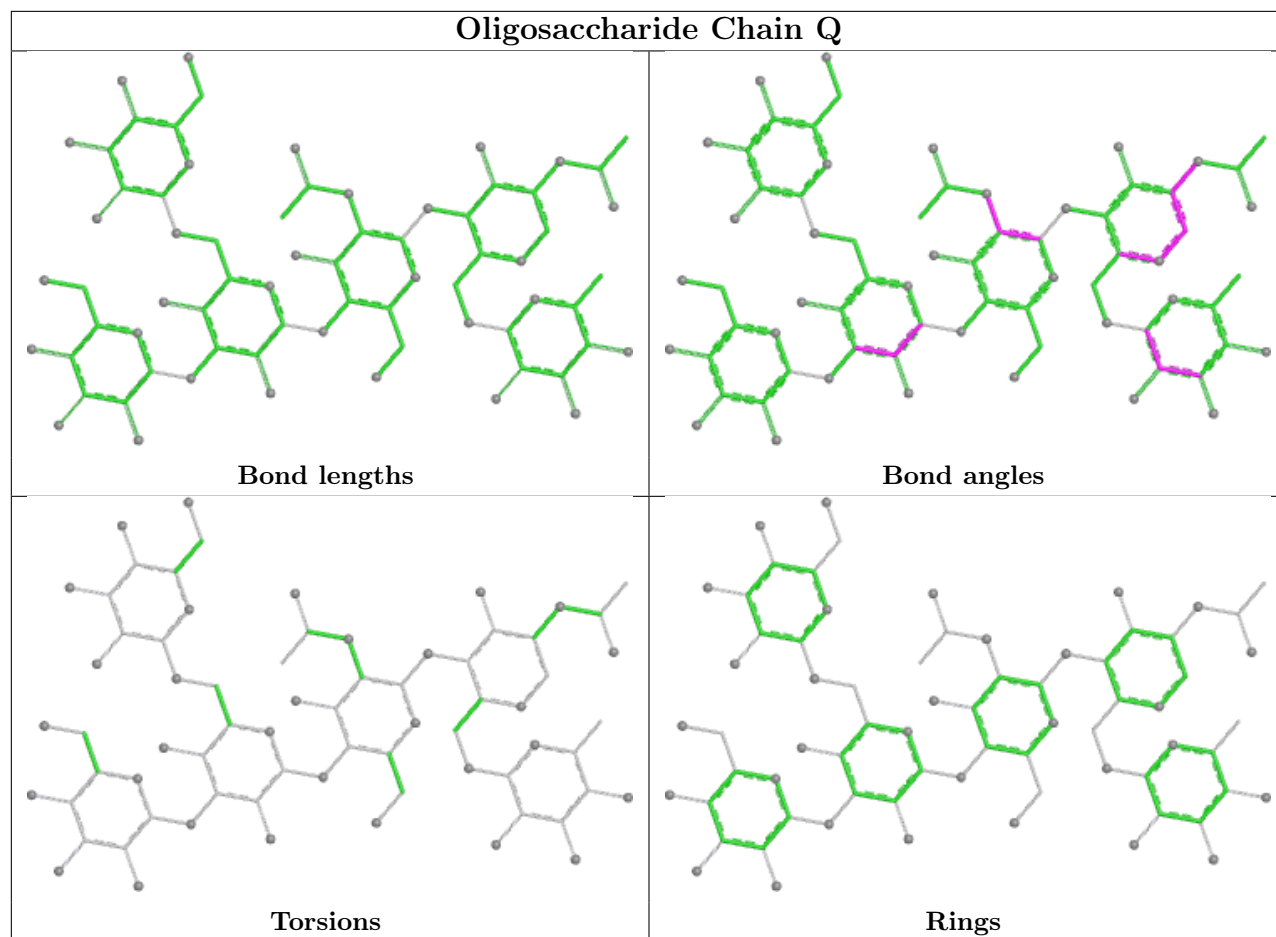 Oligosaccharide Chain Q
Bond lengths
Bond angles
Torsions
Rings